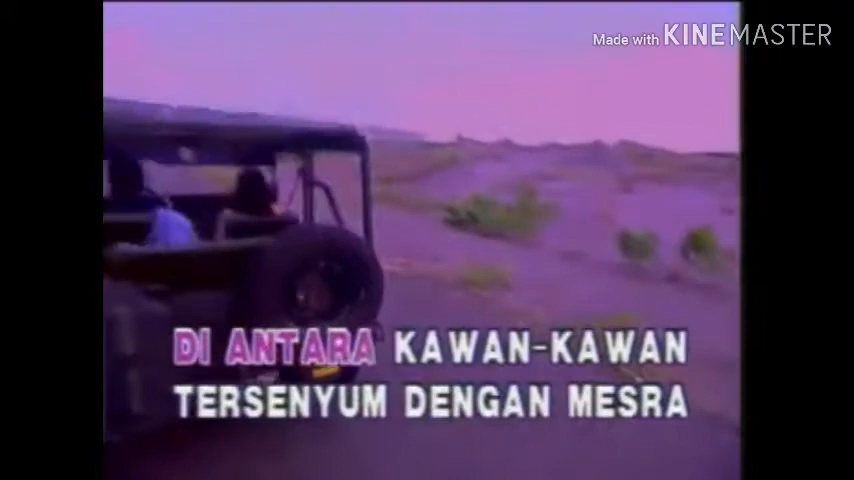 Made with KINEMASTER
DI ANTARA KAWAN-KAWAN
TERSENYUM DENGAN MESRA